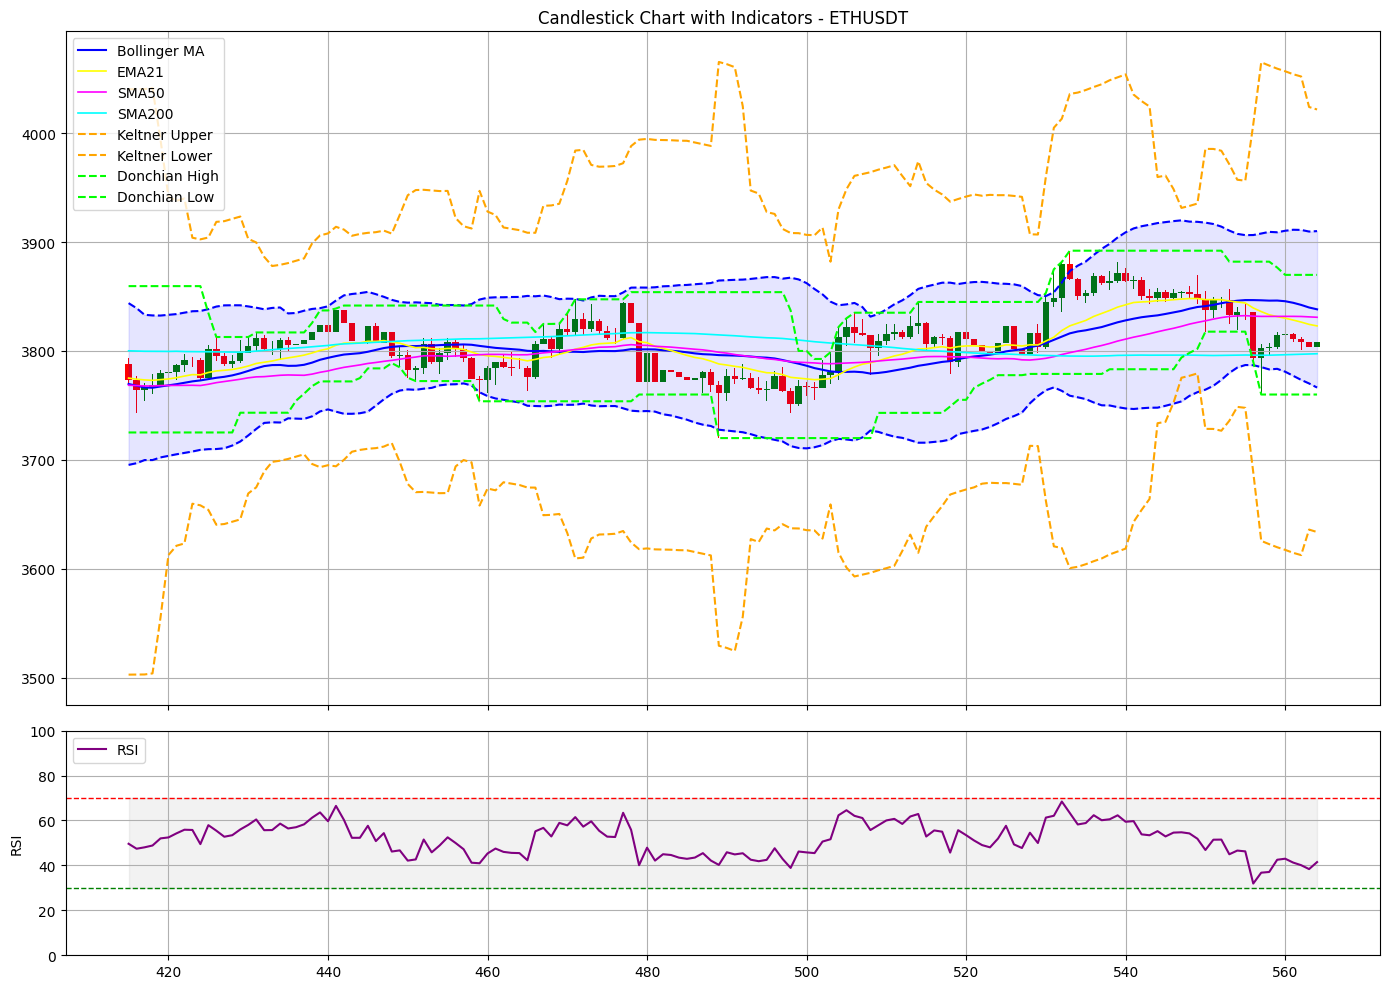 Candlestick Chart with Indicators - ETHUSDT
Bollinger MA
EMA21
SMA50
SMA200
Keltner Upper
Keltner Lower
Donchian High
Donchian Low
4000
3900
3800
3700
3600
3500
RSI
100
80
60
40
20
0
RSI
420
440
460
480
500
520
540
560